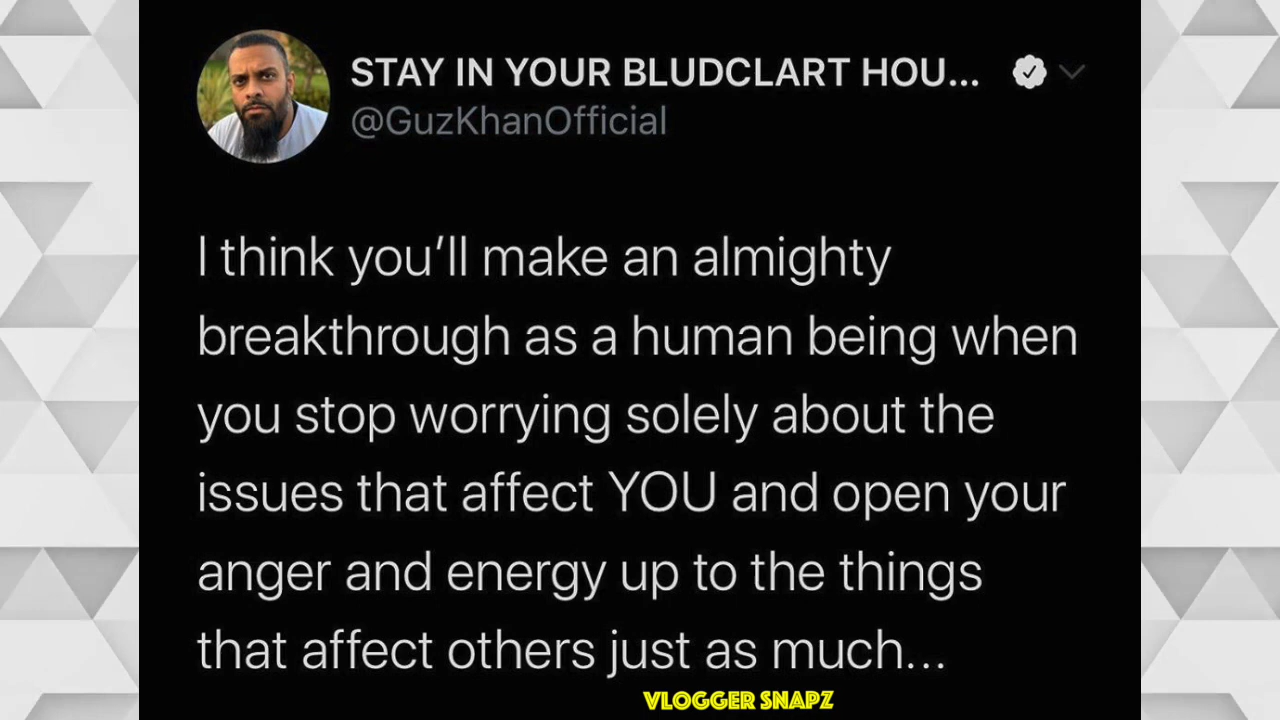 STAY IN YOUR BLUDCLART HOU...
@GuzKhanOfficial
I think you’ll make an almighty
breakthrough as a human being when
you stop worrying solely about the
issues that affect YOU and open your
anger and energy up to the things
that affect others just as much...
VLOGGER SNAPZ